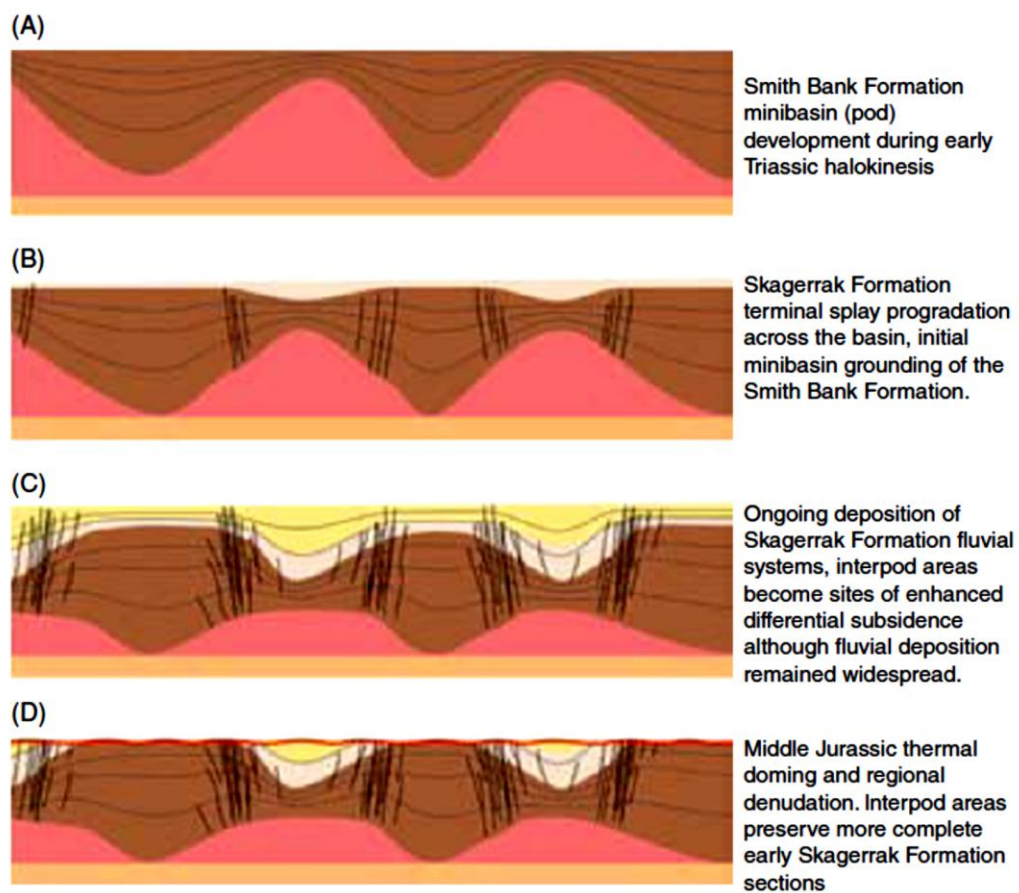 (A)
Smith Bank Formation
minibasin (pod)
development during early
Triassic halokinesis
(B)
Skagerrak Formation
terminal splay progradation
across the basin, initial
minibasin grounding of the
Smith Bank Formation.
(C)
Ongoing deposition of
Skagerrak Formation fluvial
systems, interpod areas
become sites of enhanced
differential subsidence
although fluvial deposition
remained widespread.
(D)
Middle Jurassic thermal
doming and regional
denudation. Interpod areas
preserve more complete
early Skagerrak Formation
sections